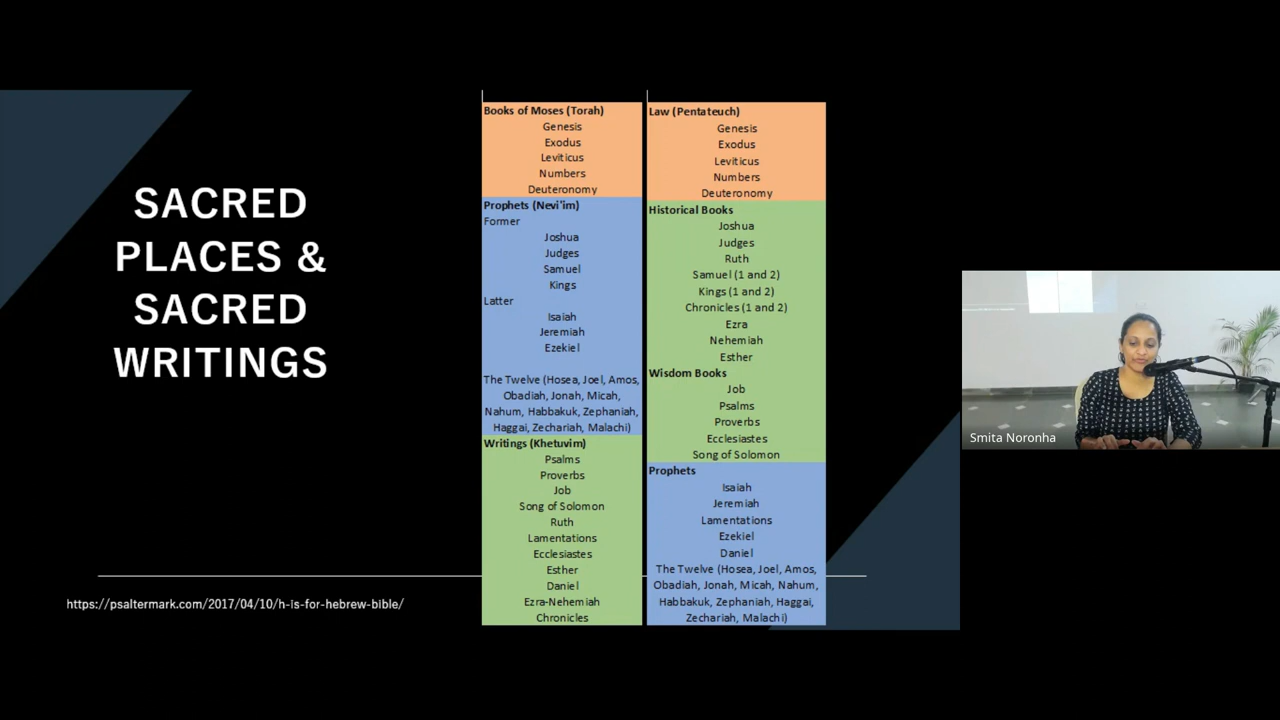 SACRED
PLACES &
SACRED
WRITINGS
https://psaltermark.com/2017/04/10/h-is-for-hebrew-bible/
Books of Moses (Torah)
Genesis
Exodus
Leviticus
Numbers
Deuteronomy
Prophets (Nevi'im)
Former
Joshua
Judges
Samuel
Kings
Latter
Isaiah
Jeremiah
Ezekiel
The Twelve (Hosea, Joel, Amos,
Obadiah, Jonah, Micah,
Nahum, Habbakuk, Zephaniah,
Haggai, Zechariah, Malachi)
Writings (Khetuvim)
Psalms
Proverbs
Job
Song of Solomon
Ruth
Lamentations
Ecclesiastes
Esther
Daniel
Ezra-Nehemiah
Chronicles
Law (Pentateuch)
Genesis
Exodus
Leviticus
Numbers
Deuteronomy
Historical Books
Joshua
Judges
Ruth
Samuel (1 and 2)
Kings (1 and 2)
Chronicles (1 and 2)
Ezra
Nehemiah
Esther
Wisdom Books
Job
Psalms
Proverbs
Ecclesiastes
Song of Solomon
Prophets
Isaiah
Jeremiah
Lamentations
Ezekiel
Daniel
The Twelve (Hosea, Joel, Amos,
Obadiah, Jonah, Micah, Nahum,
Habbakuk, Zephaniah, Haggai,
Zechariah, Malachi)
Smita Noronha